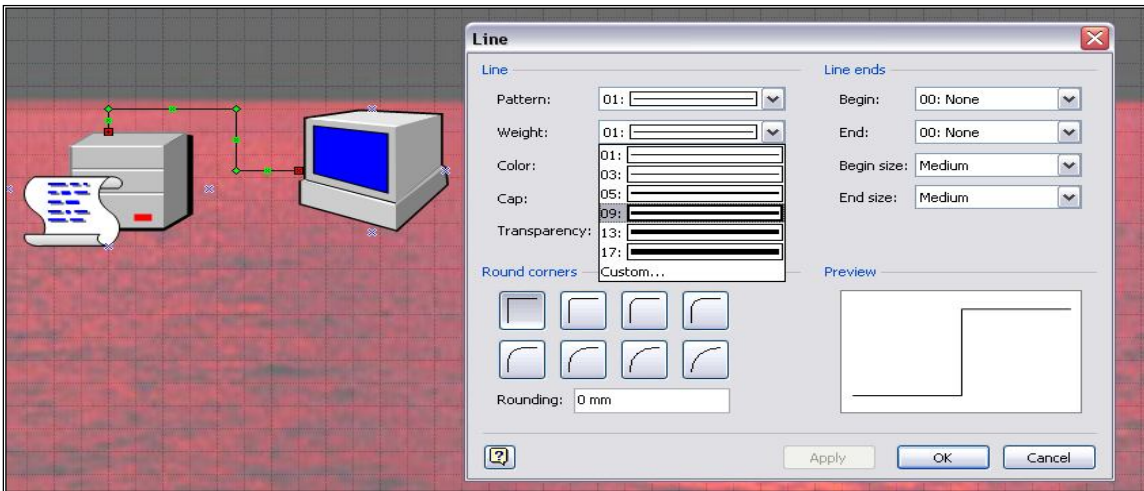 Line
Line
Line ends
Pattern:
01:
Begin:
00: None
Weight:
01:
End:
00: None
Color:
01:
03:
Begin size:
Medium
Cap:
05:
09:
End size:
Medium
Transparency:
13:
17:
Round corners
Custom...
Preview
Rounding:
0 mm
Apply
OK
Cancel